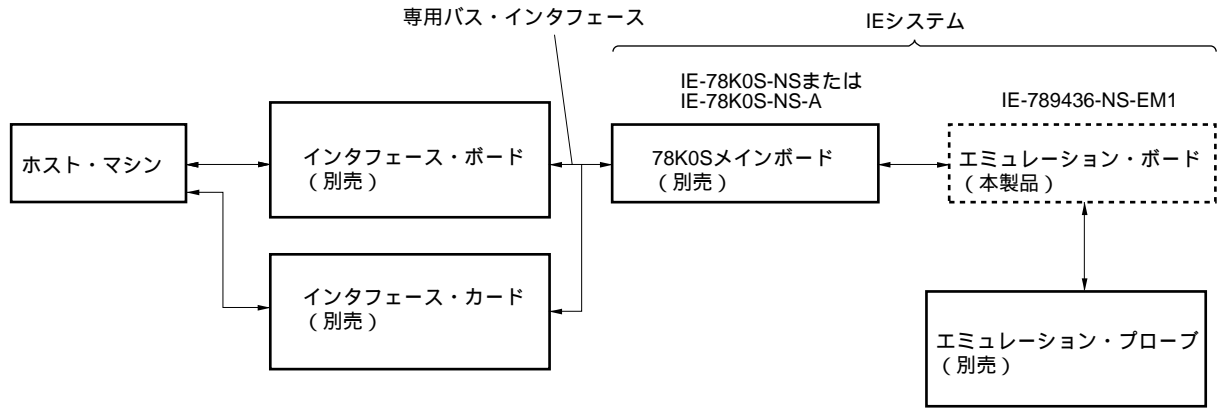 専用バス・インタフェース
IEシステム
IE-78K0S-NSまたは
IE-78K0S-NS-A
IE-789436-NS-EM1
ホスト・マシン
インタフェース・ボード
（別売）
78K0Sメインボード
（別売）
エミュレーション・ボード
（本製品）
インタフェース・カード
（別売）
エミュレーション・プローブ
（別売）